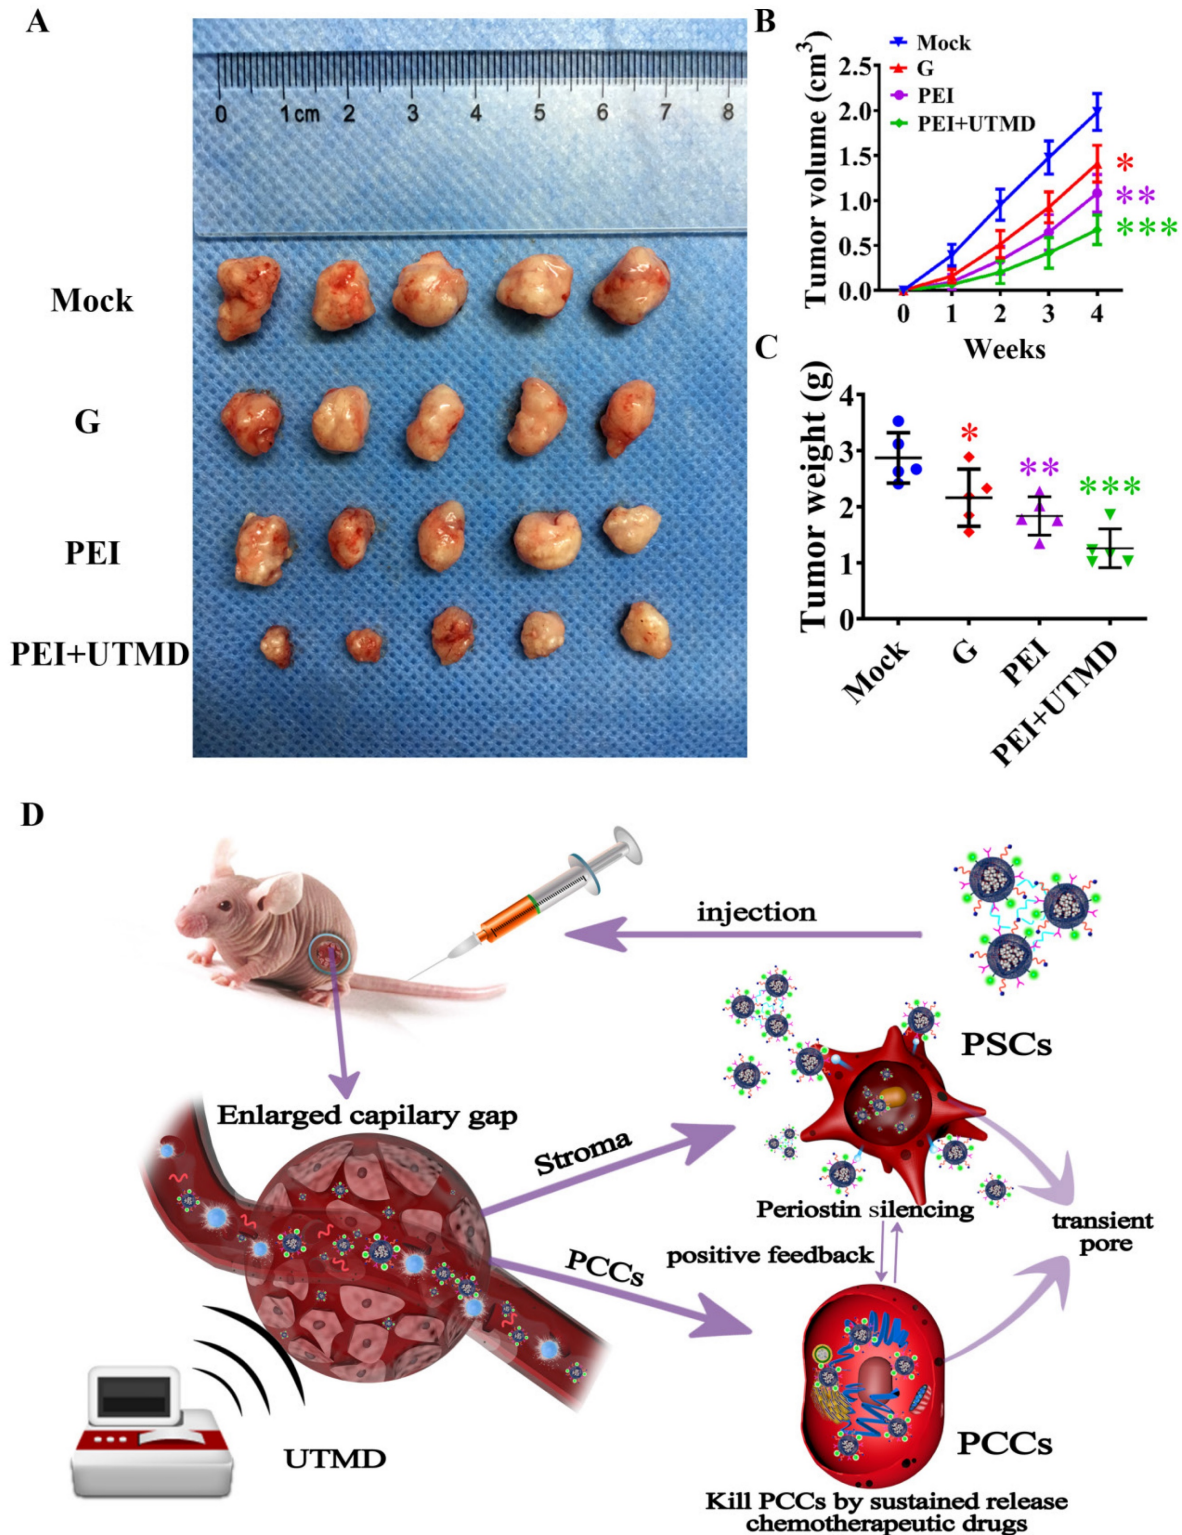 A
0 1 cm 2 3 4 5 6 7 8
Mock
G
PEI
PEI+UTMD
B
Mock
G
PEI
PEI+UTMD
Tumor volume (cm³)
2.5
2.0
1.5
1.0
0.5
0.0
*
**
***
0 1 2 3 4
Weeks
C
Tumor weight (g)
4
3
2
1
0
*
**
***
Mock
G
PEI
PEI+UTMD
D
injection
PSCs
Enlarged capilary gap
Stroma
Periostin silencing
transient
pore
positive feedback
PCCs
UTMD
PCCs
Kill PCCs by sustained release
chemotherapeutic drugs